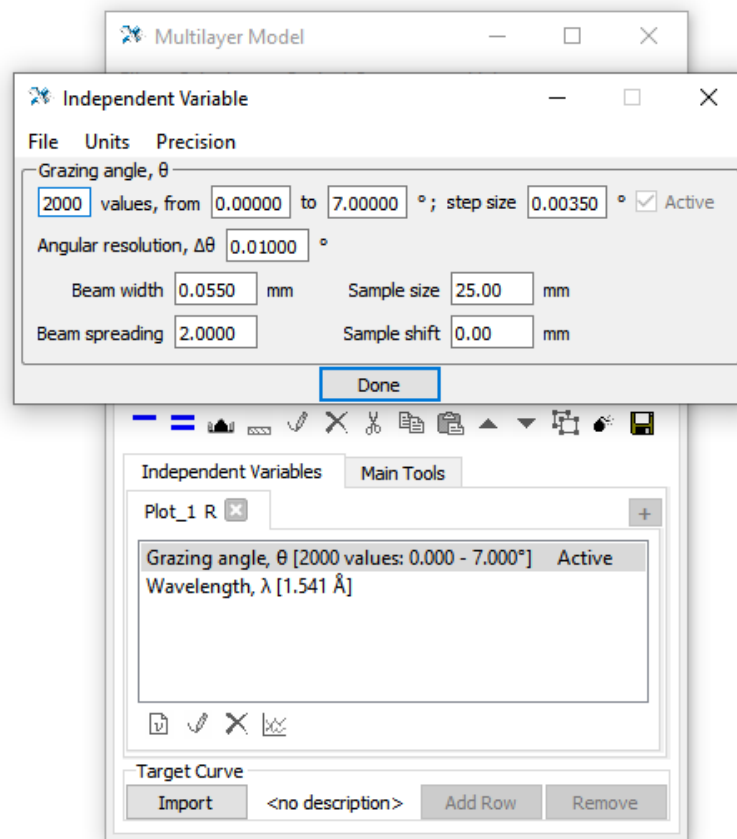 Multilayer Model
Independent Variable
File Units Precision
Grazing angle, θ
2000 values, from 0.00000 to 7.00000 ° ; step size 0.00350 ° Active
Angular resolution, Δθ 0.01000 °
Beam width 0.0550 mm Sample size 25.00 mm
Beam spreading 2.0000 Sample shift 0.00 mm
Done
Independent Variables Main Tools
Plot_1 R
+
Grazing angle, θ [2000 values: 0.000 - 7.000°] Active
Wavelength, λ [1.541 Å]
Target Curve
Import <no description> Add Row Remove